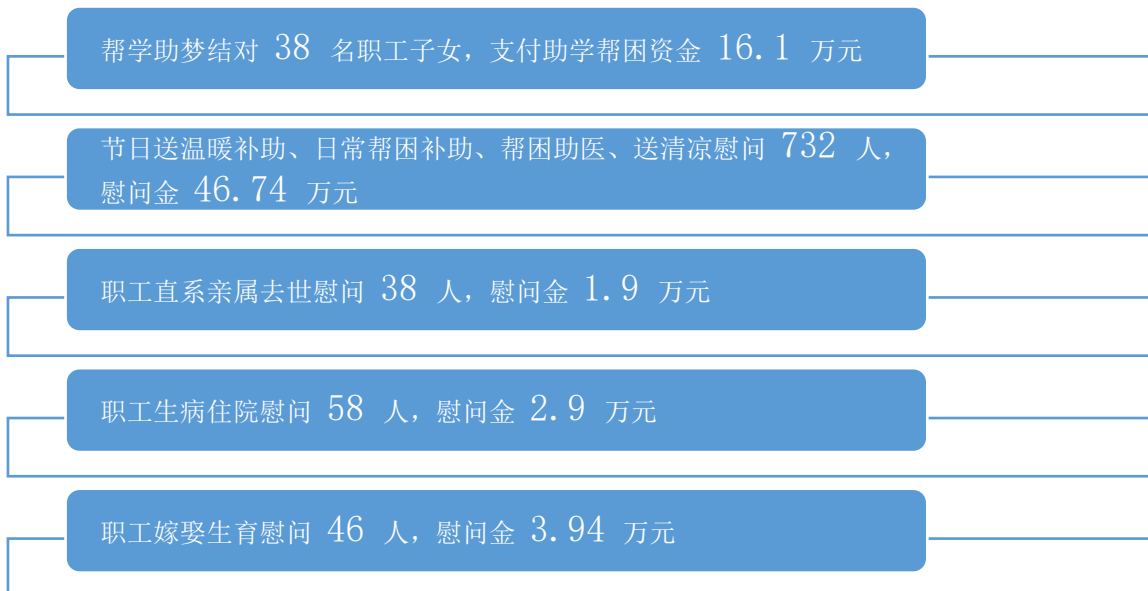 帮学助梦结对 38 名职工子女，支付助学帮困资金 16.1 万元
节日送温暖补助、日常帮困补助、帮困助医、送清凉慰问 732 人，
慰问金 46.74 万元
职工直系亲属去世慰问 38 人，慰问金 1.9 万元
职工生病住院慰问 58 人，慰问金 2.9 万元
职工嫁娶生育慰问 46 人，慰问金 3.94 万元